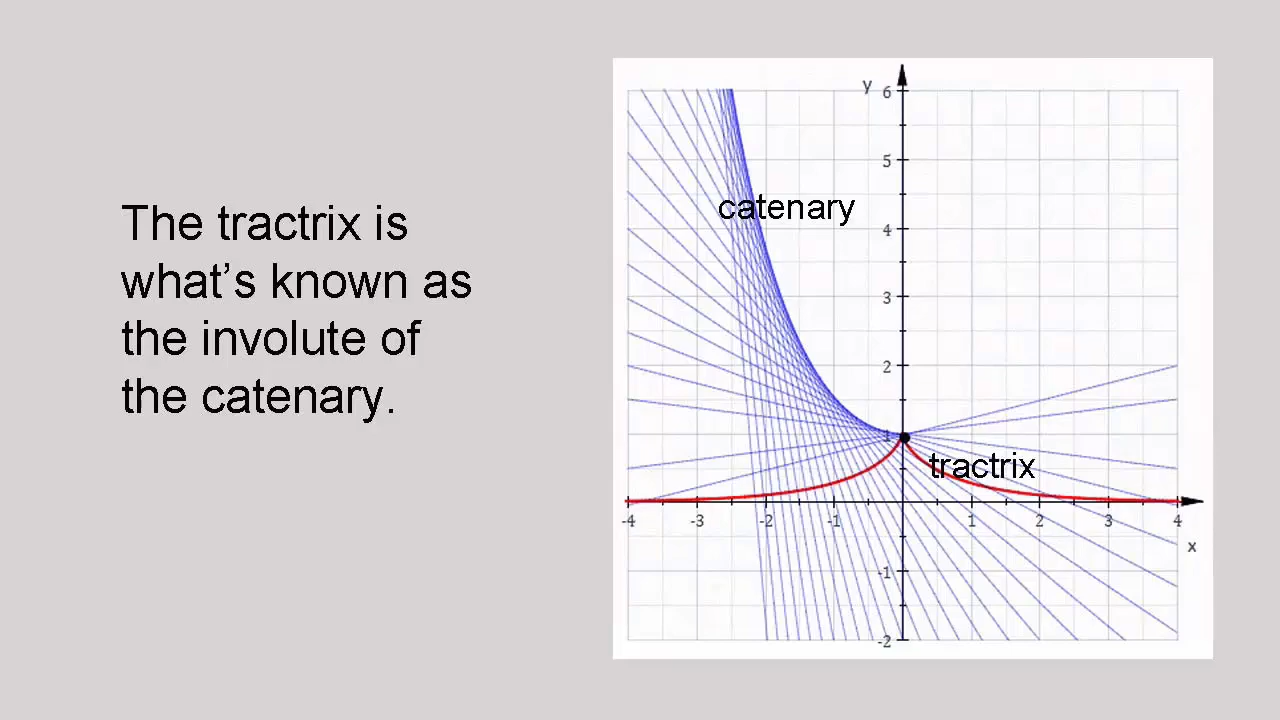 The tractrix is
what’s known as
the involute of
the catenary.
y
6
5
catenary
4
3
2
1
tractrix
-4 -3 -2 -1 1 2 3 4
x
-1
-2